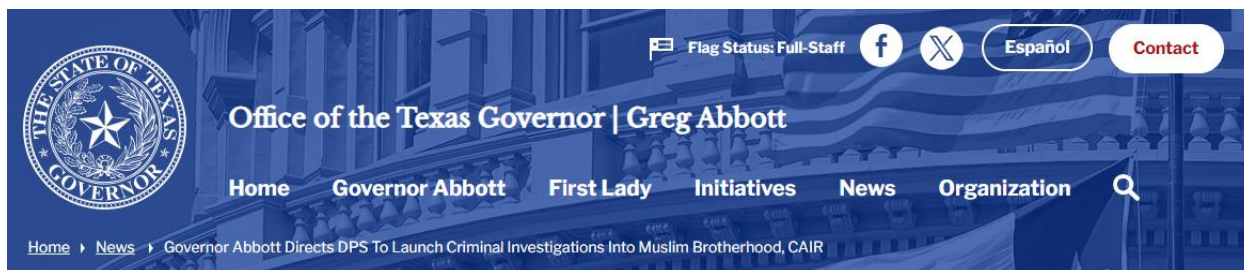 Flag Status: Full-Staff
Español
Contact
THE STATE OF TEXAS
GOVERNOR
Office of the Texas Governor | Greg Abbott
Home Governor Abbott First Lady Initiatives News Organization
Home News Governor Abbott Directs DPS To Launch Criminal Investigations Into Muslim Brotherhood, CAIR